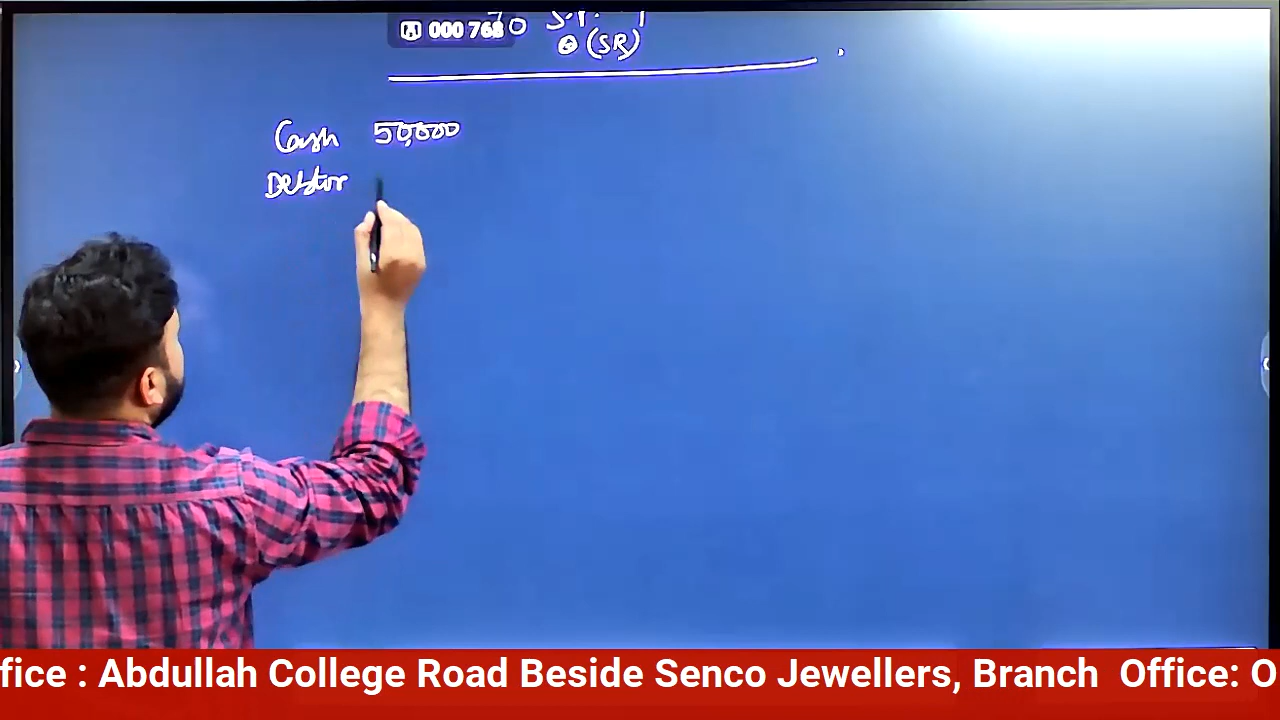 000 768
(SR)
Cash 50,000
Debtor
fice : Abdullah College Road Beside Senco Jewellers, Branch Office: O